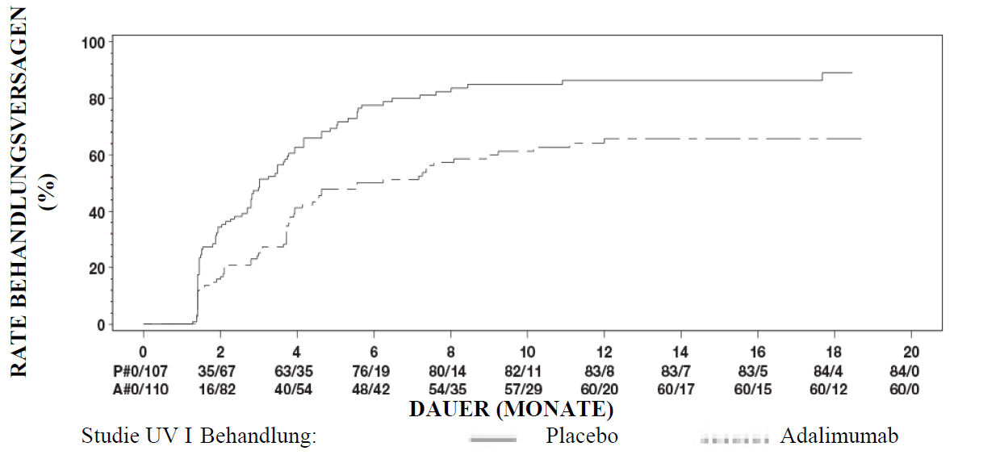 RATE BEHANDLUNGSVERSAGEN
(%)
100
80
60
40
20
0
0 2 4 6 8 10 12 14 16 18 20
P#0/107 35/67 63/35 76/19 80/14 82/11 83/8 83/7 83/5 84/4 84/0
A#0/110 16/82 40/54 48/42 54/35 57/29 60/20 60/17 60/15 60/12 60/0
DAUER (MONATE)
Studie UV I Behandlung: Placebo Adalimumab